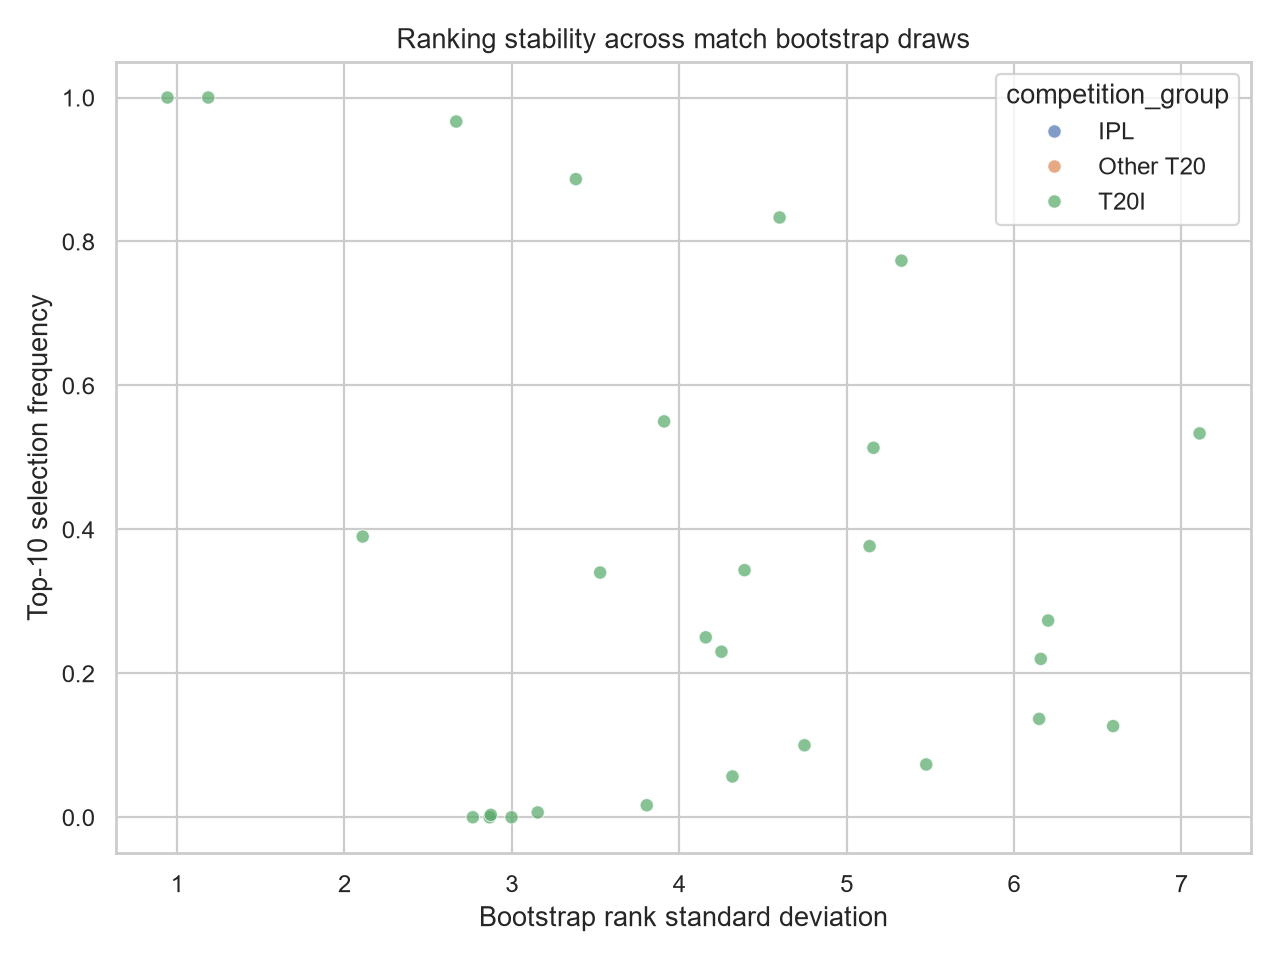 Ranking stability across match bootstrap draws
competition_group
IPL
Other T20
T20I
1.0
0.8
0.6
0.4
0.2
0.0
Top-10 selection frequency
1 2 3 4 5 6 7
Bootstrap rank standard deviation